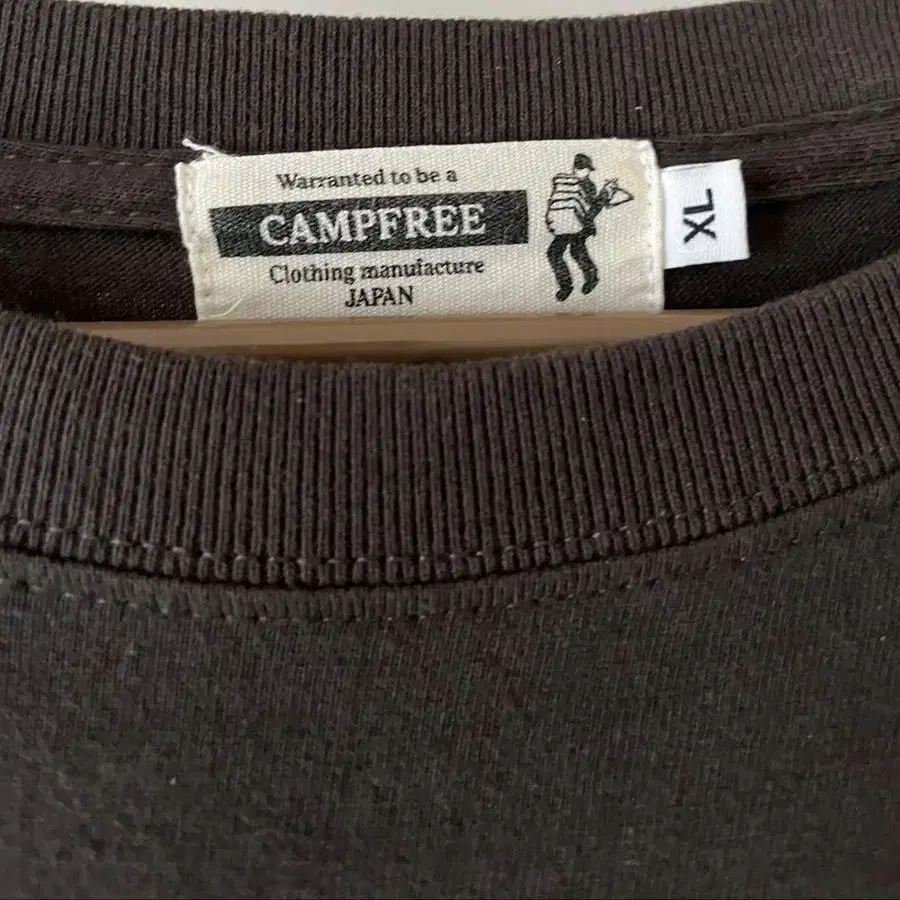 Warranted to be a
CAMPFREE
Clothing manufacture
JAPAN
XL